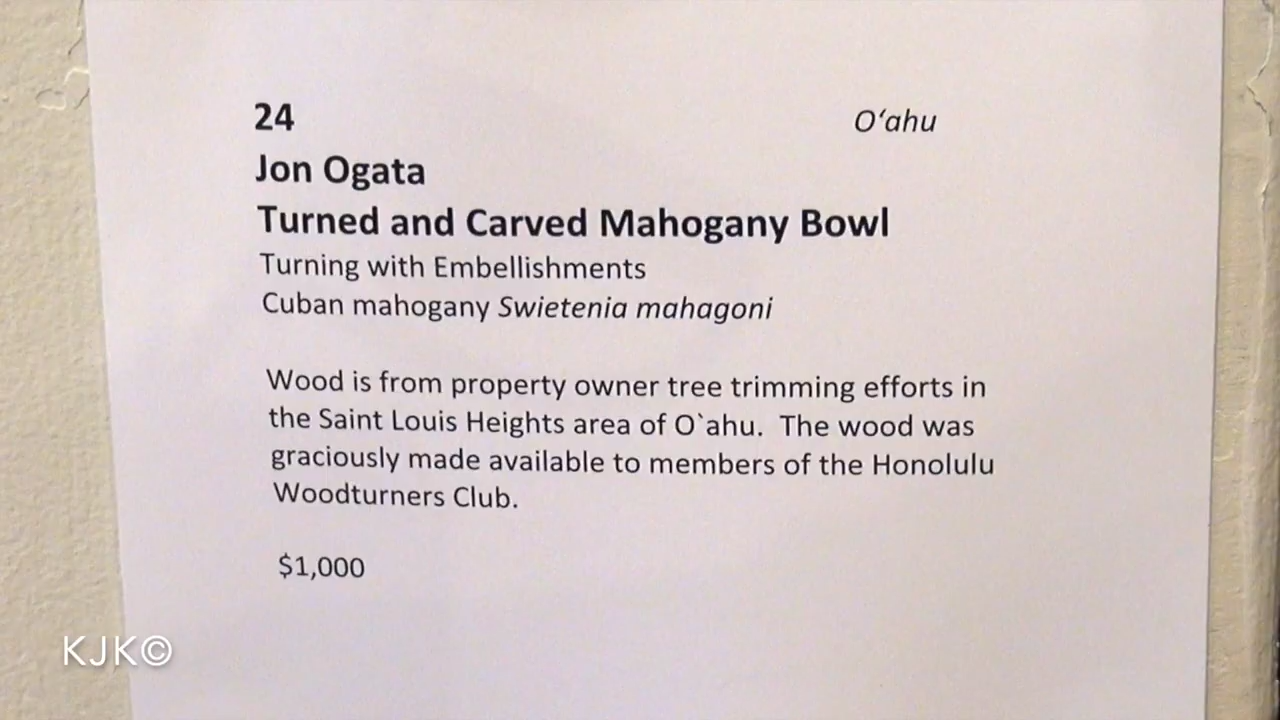 24 Oʻahu
Jon Ogata
Turned and Carved Mahogany Bowl
Turning with Embellishments
Cuban mahogany Swietenia mahagoni
Wood is from property owner tree trimming efforts in
the Saint Louis Heights area of O`ahu.  The wood was
graciously made available to members of the Honolulu
Woodturners Club.
$1,000
KJK©